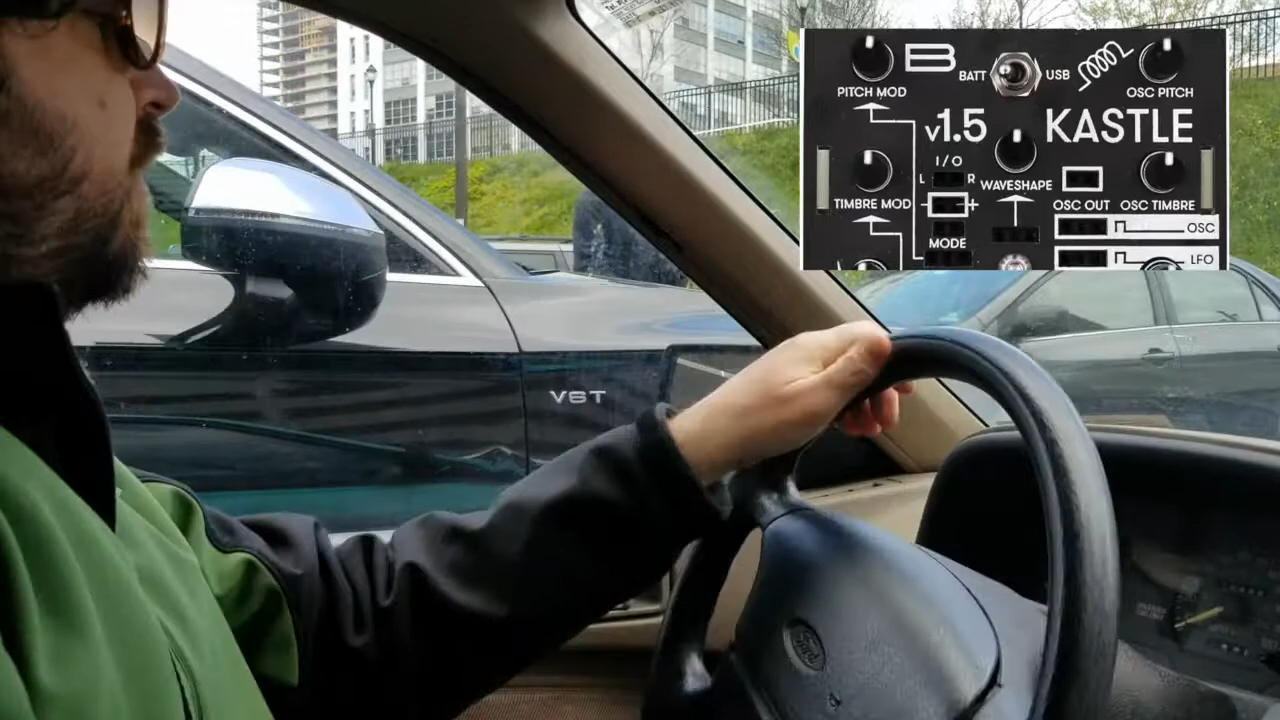 B
BATT
USB
PITCH MOD
OSC PITCH
v1.5
KASTLE
I/O
L
R
WAVESHAPE
TIMBRE MOD
- +
OSC OUT
OSC TIMBRE
MODE
OSC
LFO
V6T
Ford